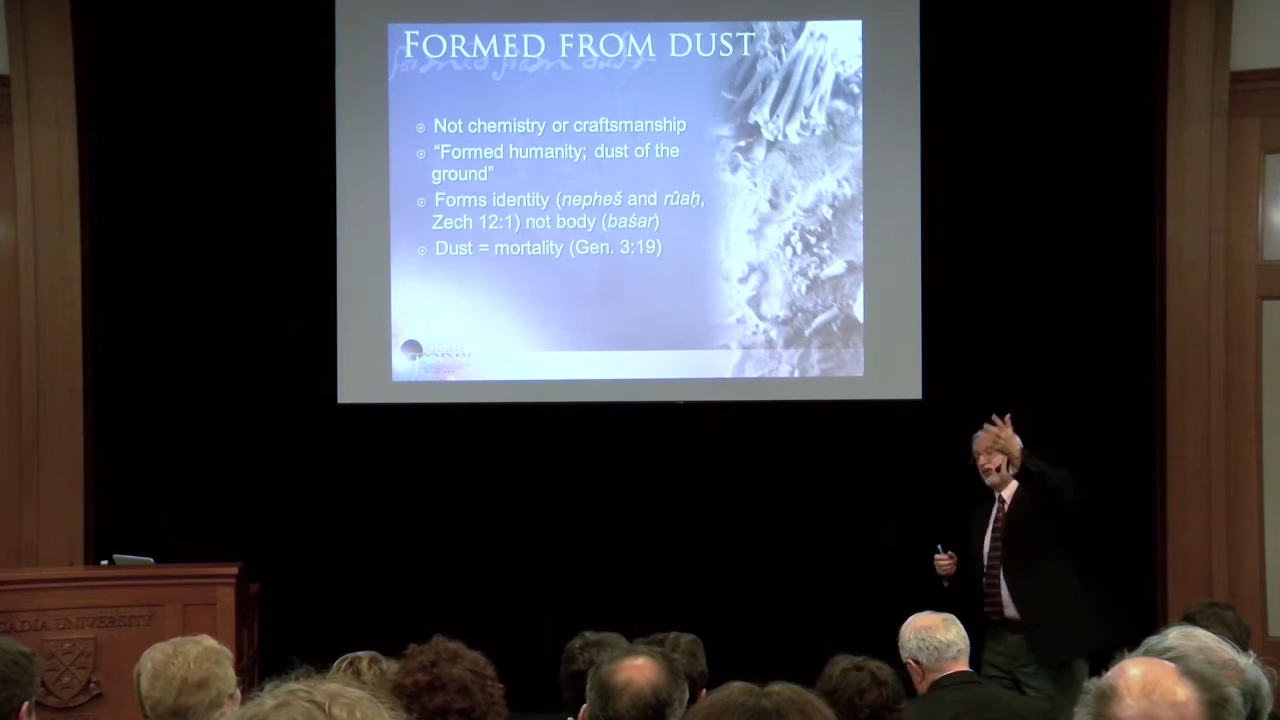 FORMED FROM DUST
Not chemistry or craftsmanship
“Formed humanity; dust of the
ground”
Forms identity (nepheš and rûaḥ,
Zech 12:1) not body (baśar)
Dust = mortality (Gen. 3:19)
TODAY
ACADIA UNIVERSITY